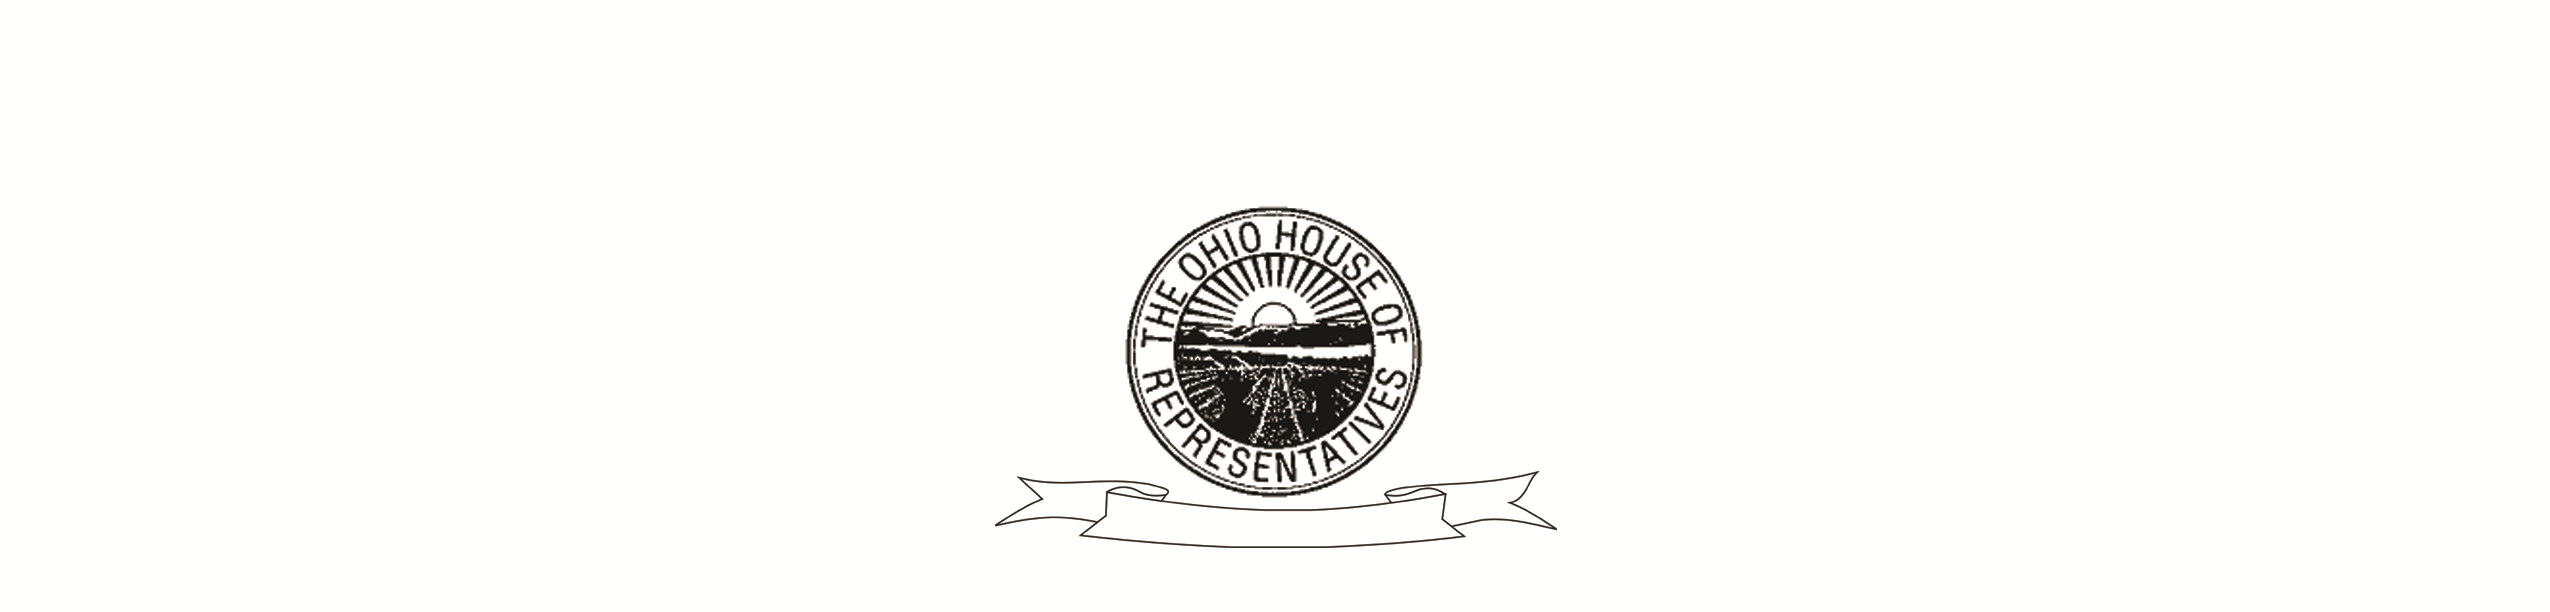 THE OHIO HOUSE OF
REPRESENTATIVES